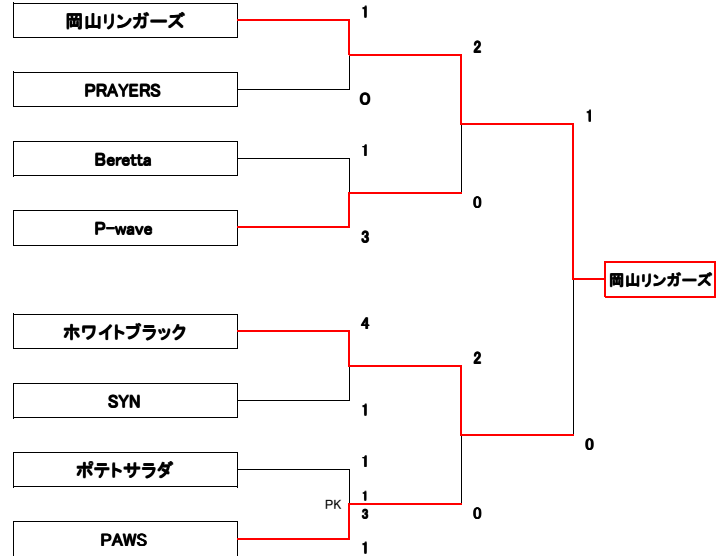 岡山リンガーズ
1
2
PRAYERS
0
1
Beretta
1
0
P-wave
3
岡山リンガーズ
ホワイトブラック
4
2
SYN
1
0
ポテトサラダ
1
PK
1
3
0
PAWS
1